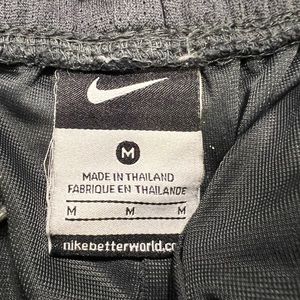 M
MADE IN THAILAND
FABRIQUE EN THAILANDE
M M M
nikebetterworld.co